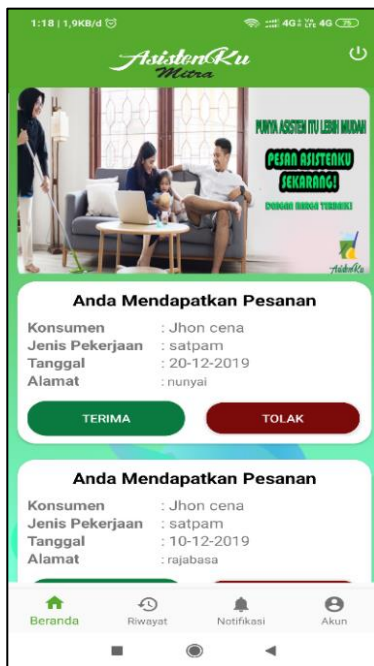 1:18 | 1,9KB/d
4G 4G 75
AsistenKu
Mitra
PUNYA ASISTEN ITU LEBIH MUDAH
PESAN ASISTENKU
SEKARANG!
DENGAN HARGA TERBAIK!
AsistenKu
Anda Mendapatkan Pesanan
Konsumen : Jhon cena
Jenis Pekerjaan : satpam
Tanggal : 20-12-2019
Alamat : nunyai
TERIMA TOLAK
Anda Mendapatkan Pesanan
Konsumen : Jhon cena
Jenis Pekerjaan : satpam
Tanggal : 10-12-2019
Alamat : rajabasa
Beranda Riwayat Notifikasi Akun